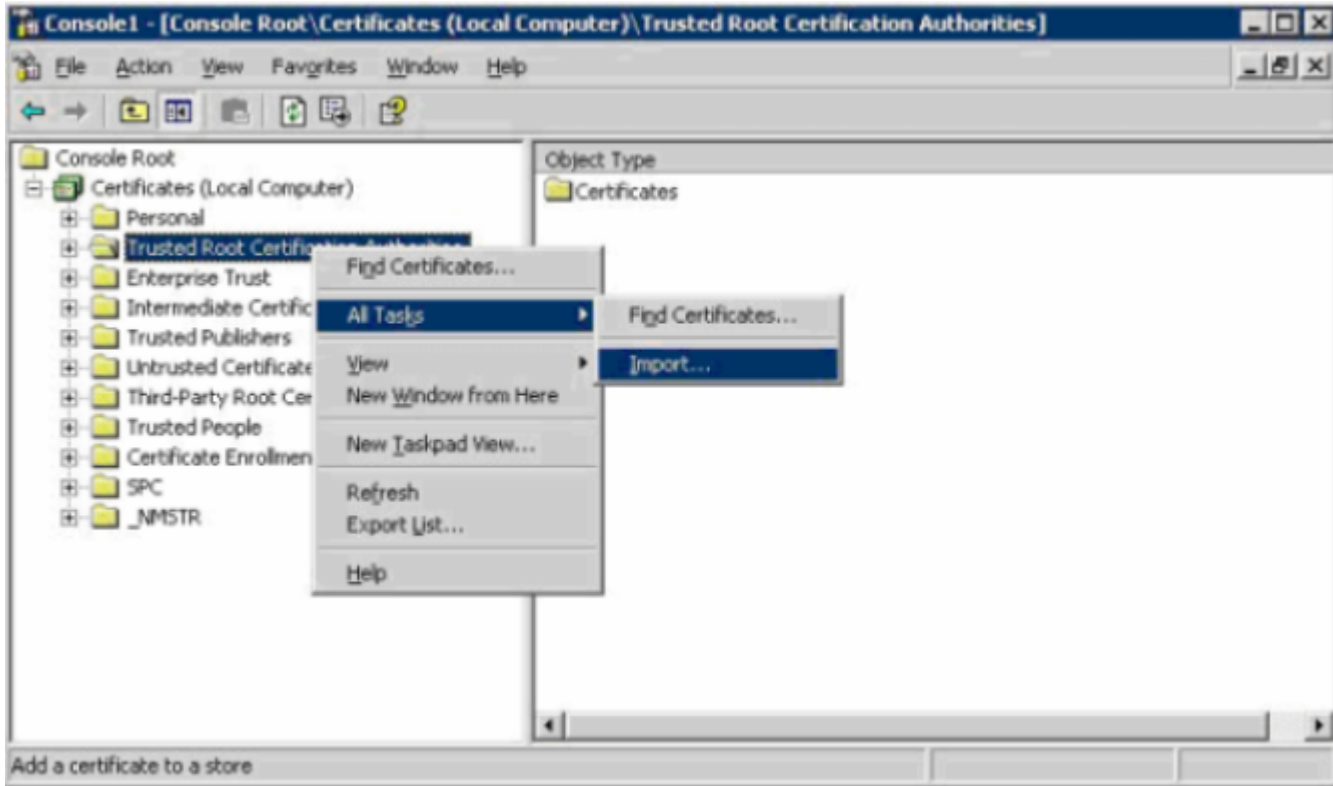 Console1 - [Console Root\Certificates (Local Computer)\Trusted Root Certification Authorities]
File Action View Favorites Window Help
Console Root
Certificates (Local Computer)
Personal
Trusted Root Certific
Enterprise Trust
Intermediate Certific
Trusted Publishers
Untrusted Certificate
Third-Party Root Cer
Trusted People
Certificate Enrollmen
SPC
_NMSTR
Find Certificates...
All Tasks
View
New Window from Here
New Taskpad View...
Refresh
Export List...
Help
Find Certificates...
Import...
Object Type
Certificates
Add a certificate to a store